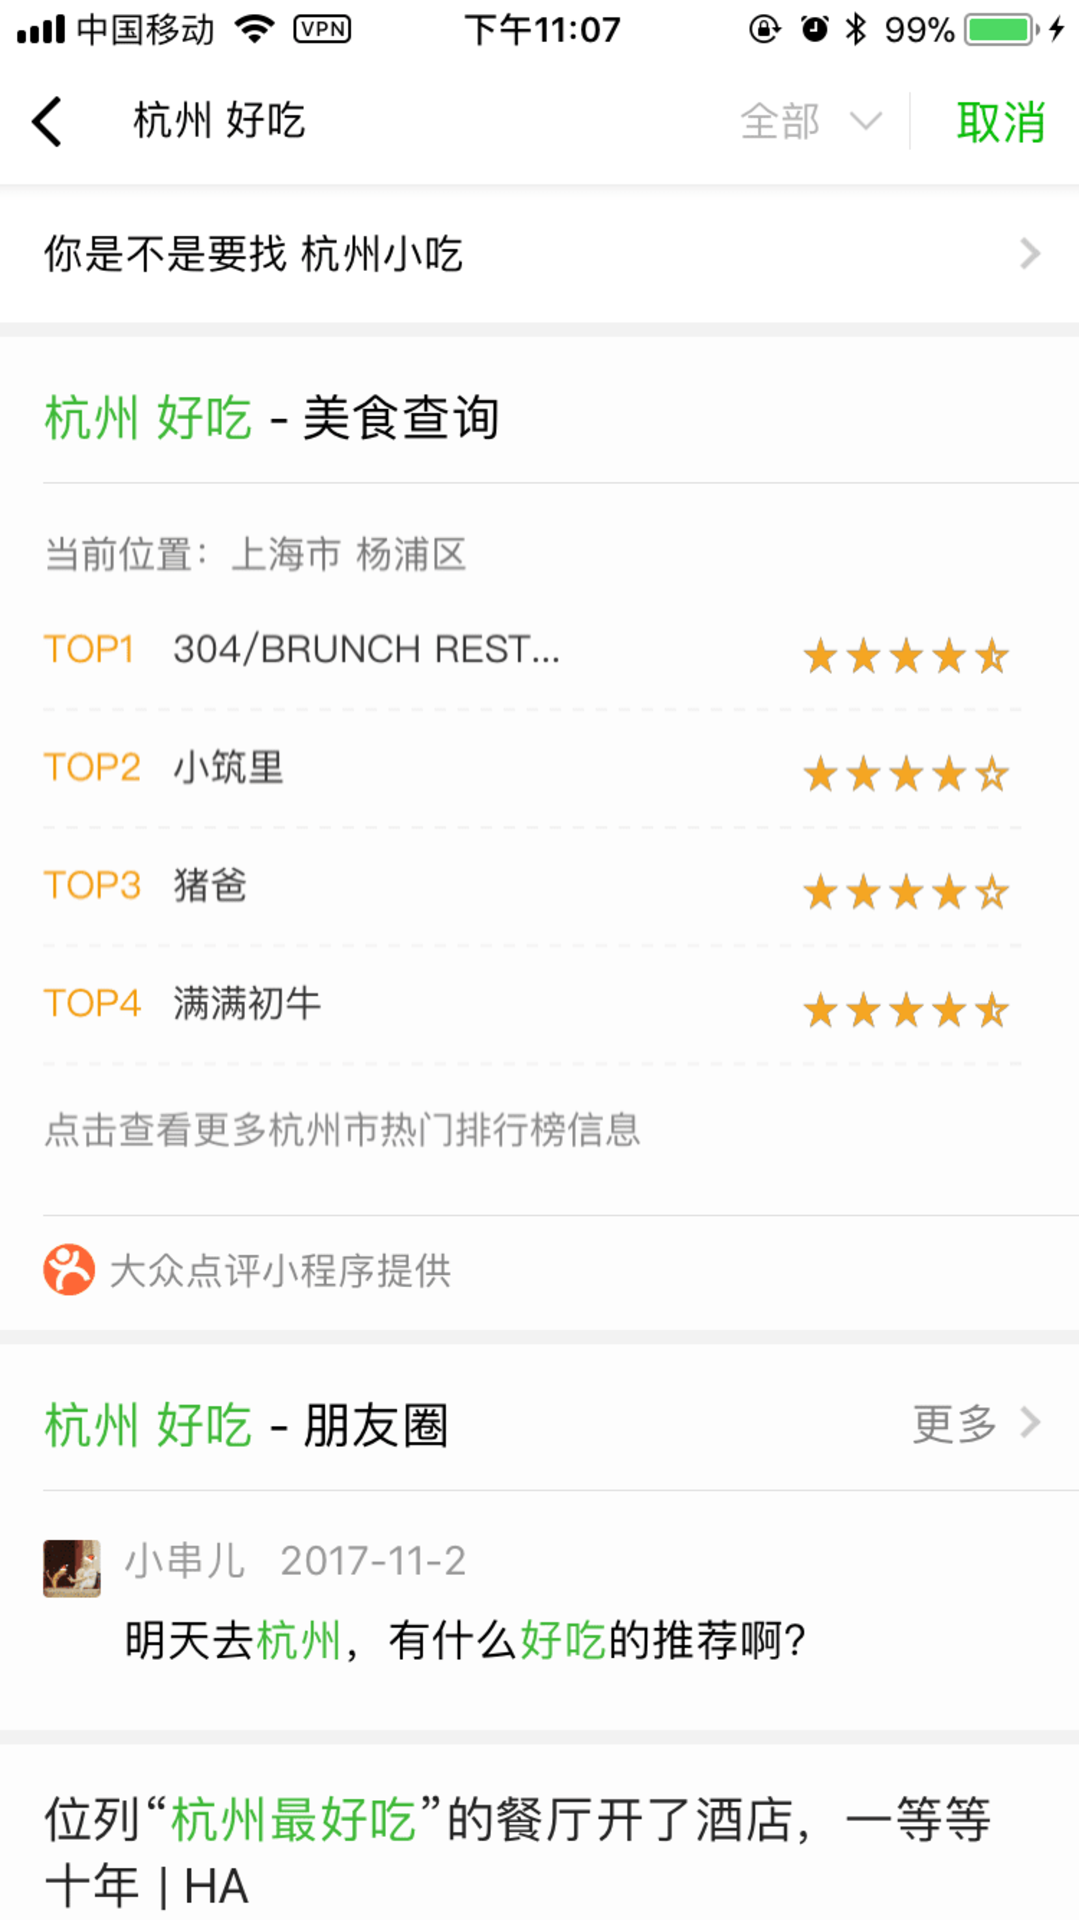 中国移动 VPN 下午11:07 99%
杭州 好吃 全部 取消
你是不是要找 杭州小吃
杭州 好吃 - 美食查询
当前位置：上海市 杨浦区
TOP1 304/BRUNCH REST...
TOP2 小筑里
TOP3 猪爸
TOP4 满满初牛
点击查看更多杭州市热门排行榜信息
大众点评小程序提供
杭州 好吃 - 朋友圈 更多
小串儿 2017-11-2
明天去杭州，有什么好吃的推荐啊?
位列“杭州最好吃”的餐厅开了酒店，一等等
十年 | HA